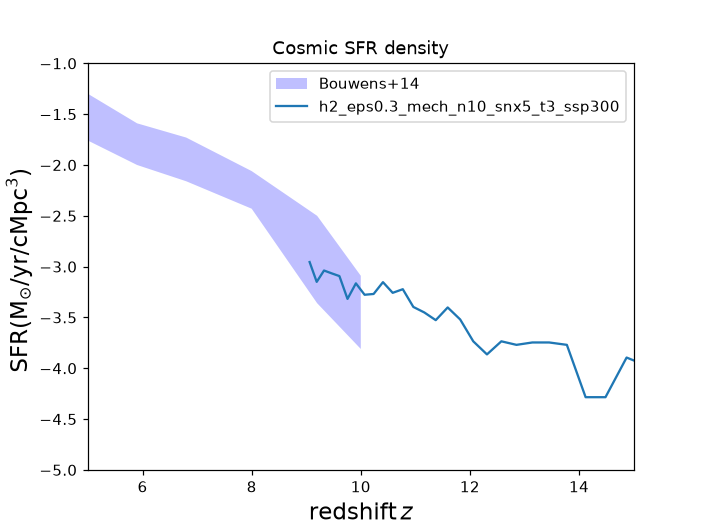 Cosmic SFR density
Bouwens+14
h2_eps0.3_mech_n10_snx5_t3_ssp300
SFR(M⊙/yr/cMpc³)
−1.0
−1.5
−2.0
−2.5
−3.0
−3.5
−4.0
−4.5
−5.0
6 8 10 12 14
redshift z